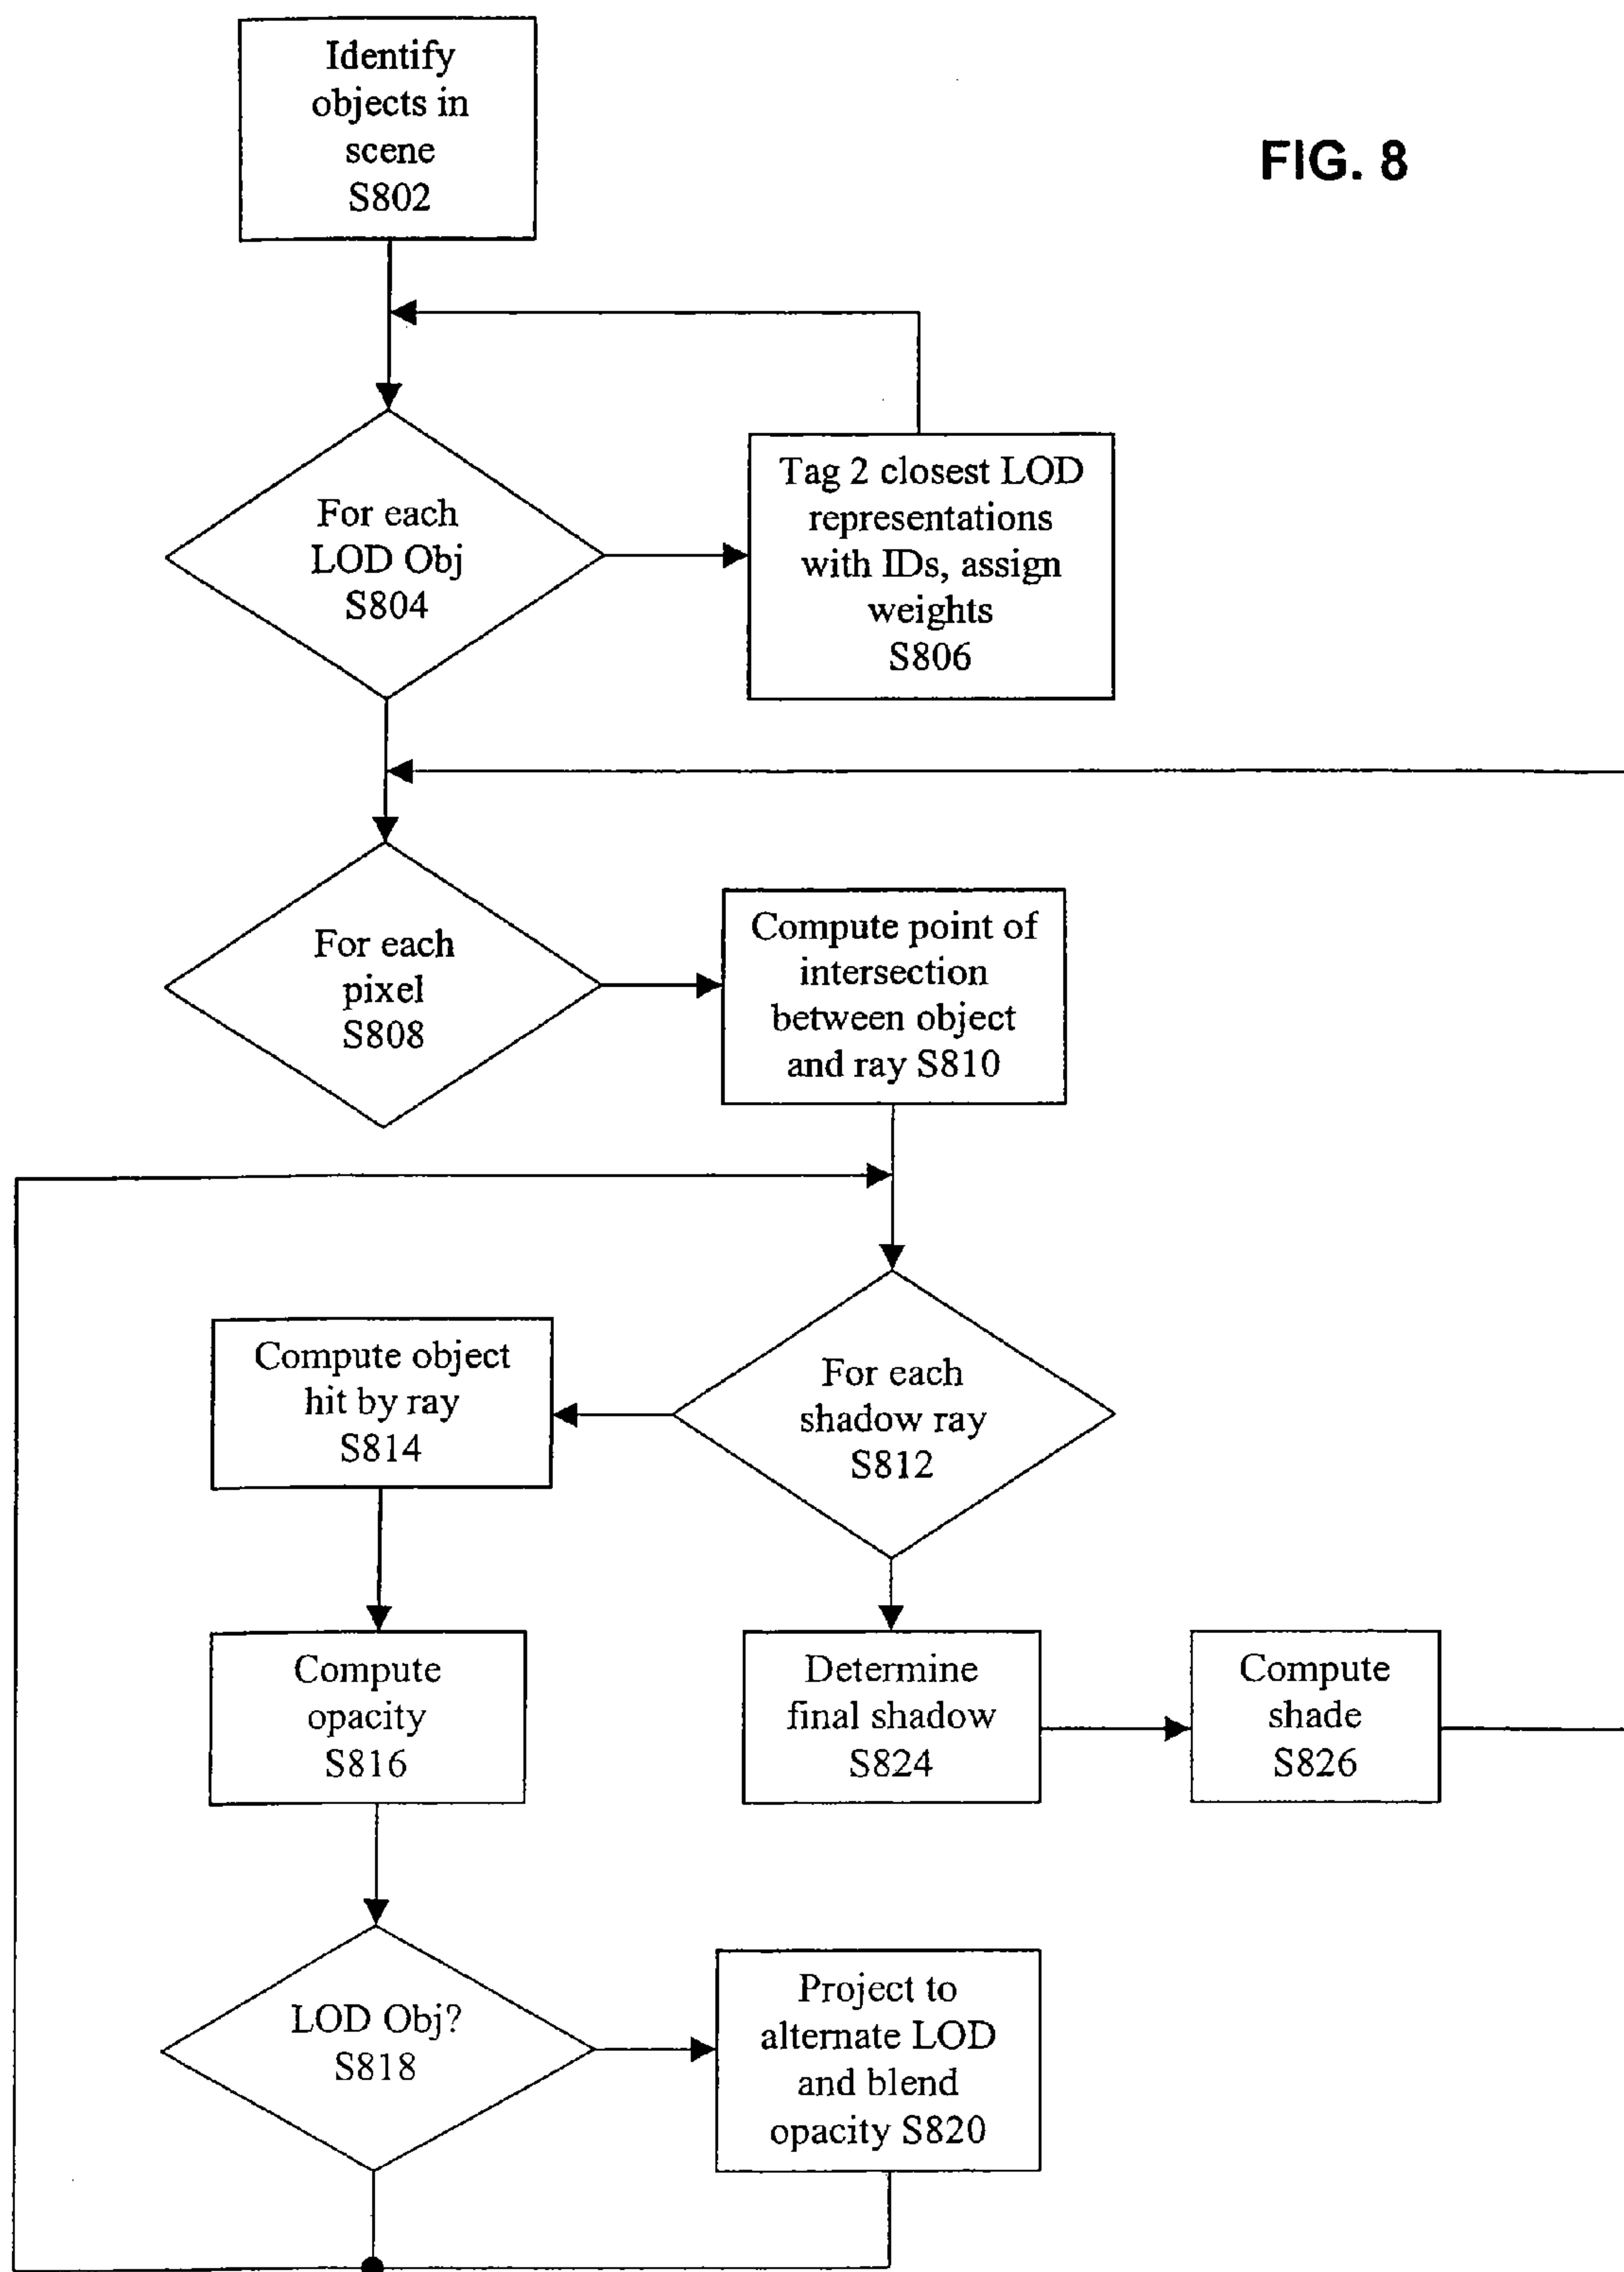 Identify
objects in
scene
S802
FIG. 8
For each
LOD Obj
S804
Tag 2 closest LOD
representations
with IDs, assign
weights
S806
For each
pixel
S808
Compute point of
intersection
between object
and ray S810
Compute object
hit by ray
S814
For each
shadow ray
S812
Compute
opacity
S816
Determine
final shadow
S824
Compute
shade
S826
LOD Obj?
S818
Project to
alternate LOD
and blend
opacity S820